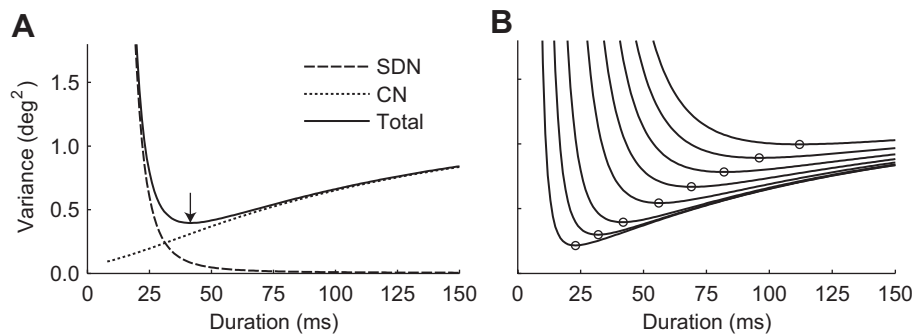 A
Variance (deg²)
1.5
1.0
0.5
0.0
SDN
CN
Total
0 25 50 75 100 125 150
Duration (ms)
B
0 25 50 75 100 125 150
Duration (ms)